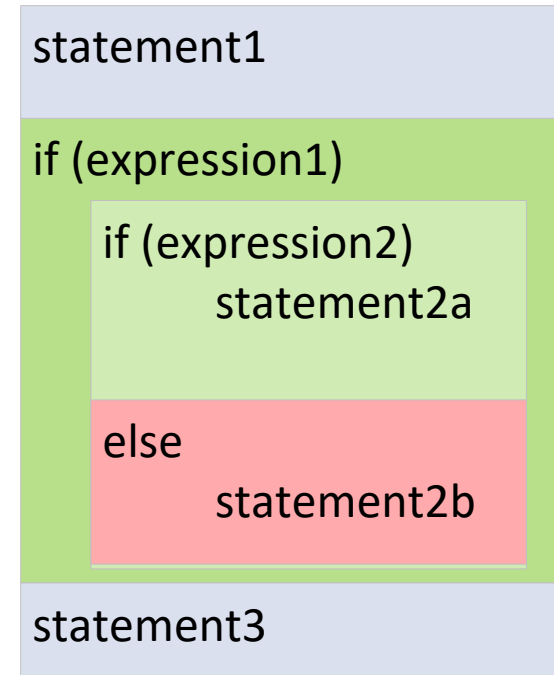 statement1
if (expression1)
if (expression2)
statement2a
else
statement2b
statement3